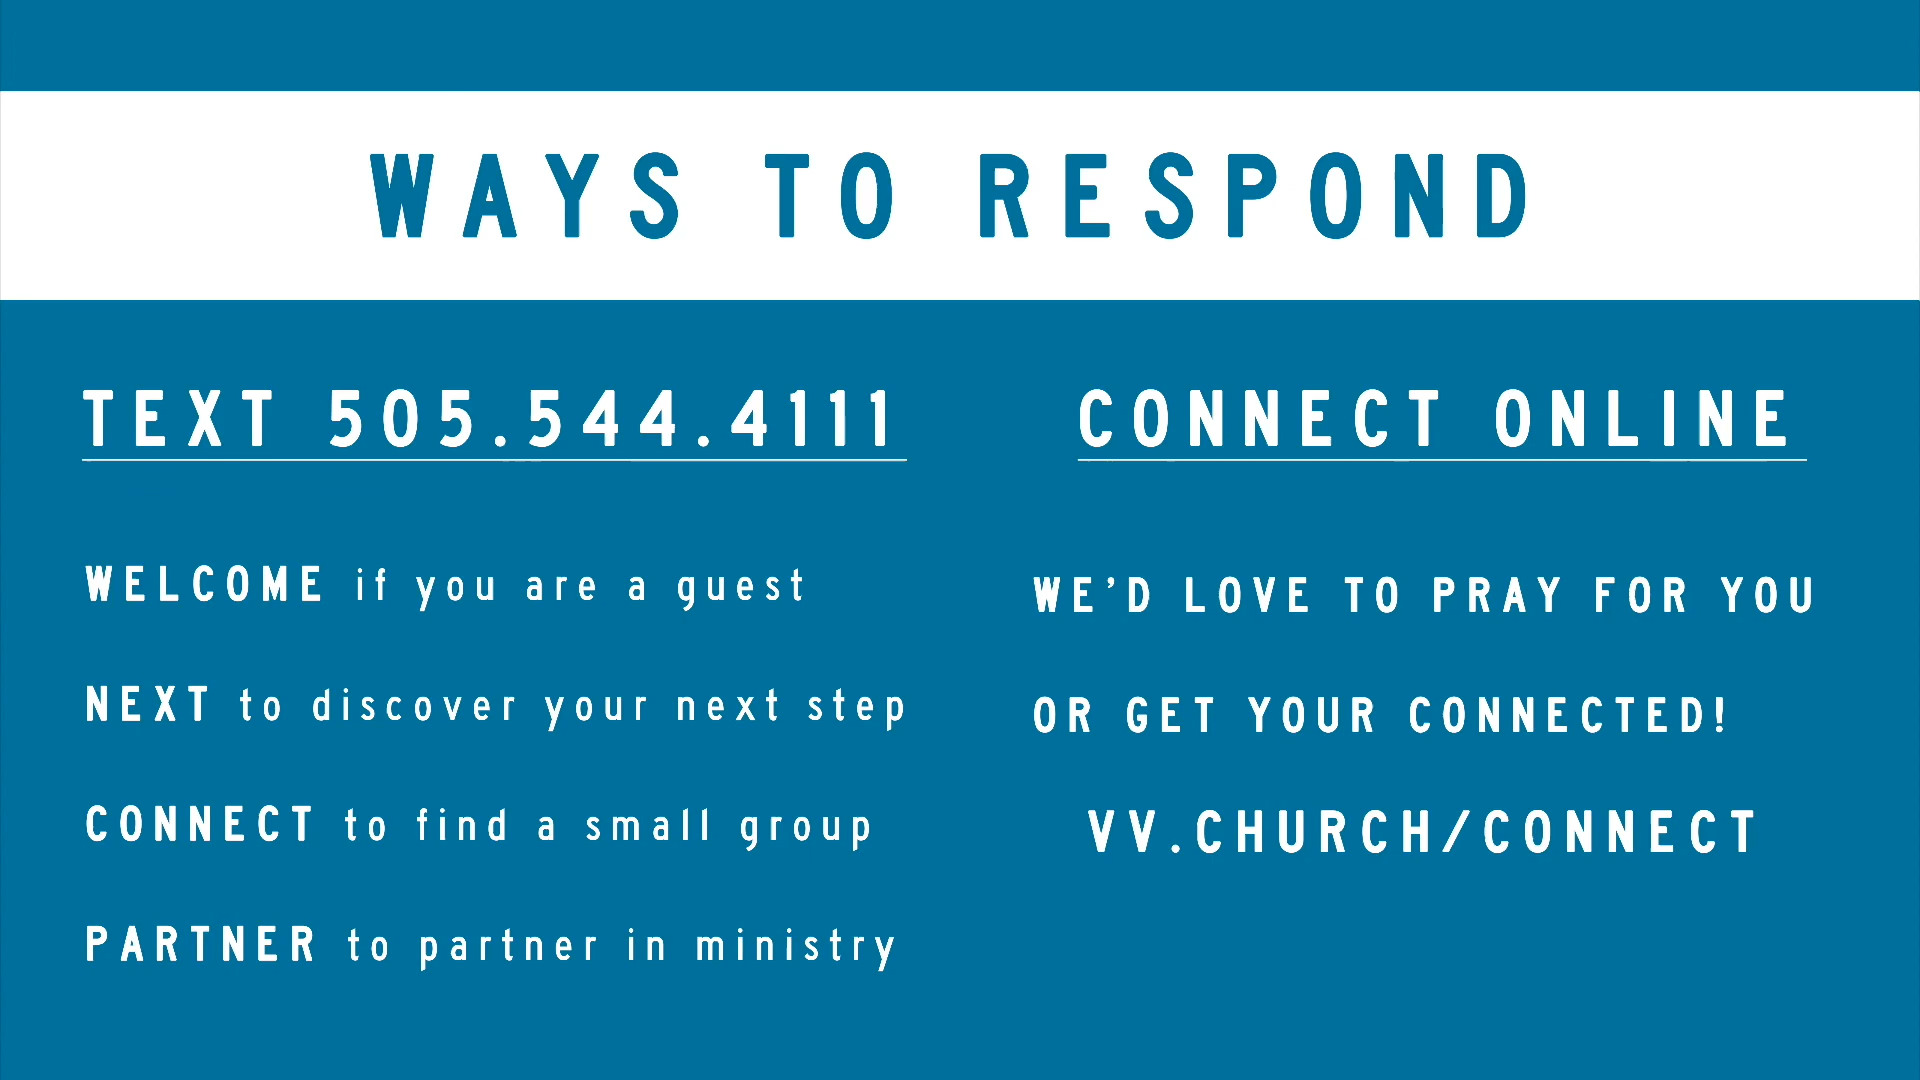 WAYS TO RESPOND
TEXT 505.544.4111
WELCOME if you are a guest
NEXT to discover your next step
CONNECT to find a small group
PARTNER to partner in ministry
CONNECT ONLINE
WE'D LOVE TO PRAY FOR YOU
OR GET YOUR CONNECTED!
VV.CHURCH/CONNECT